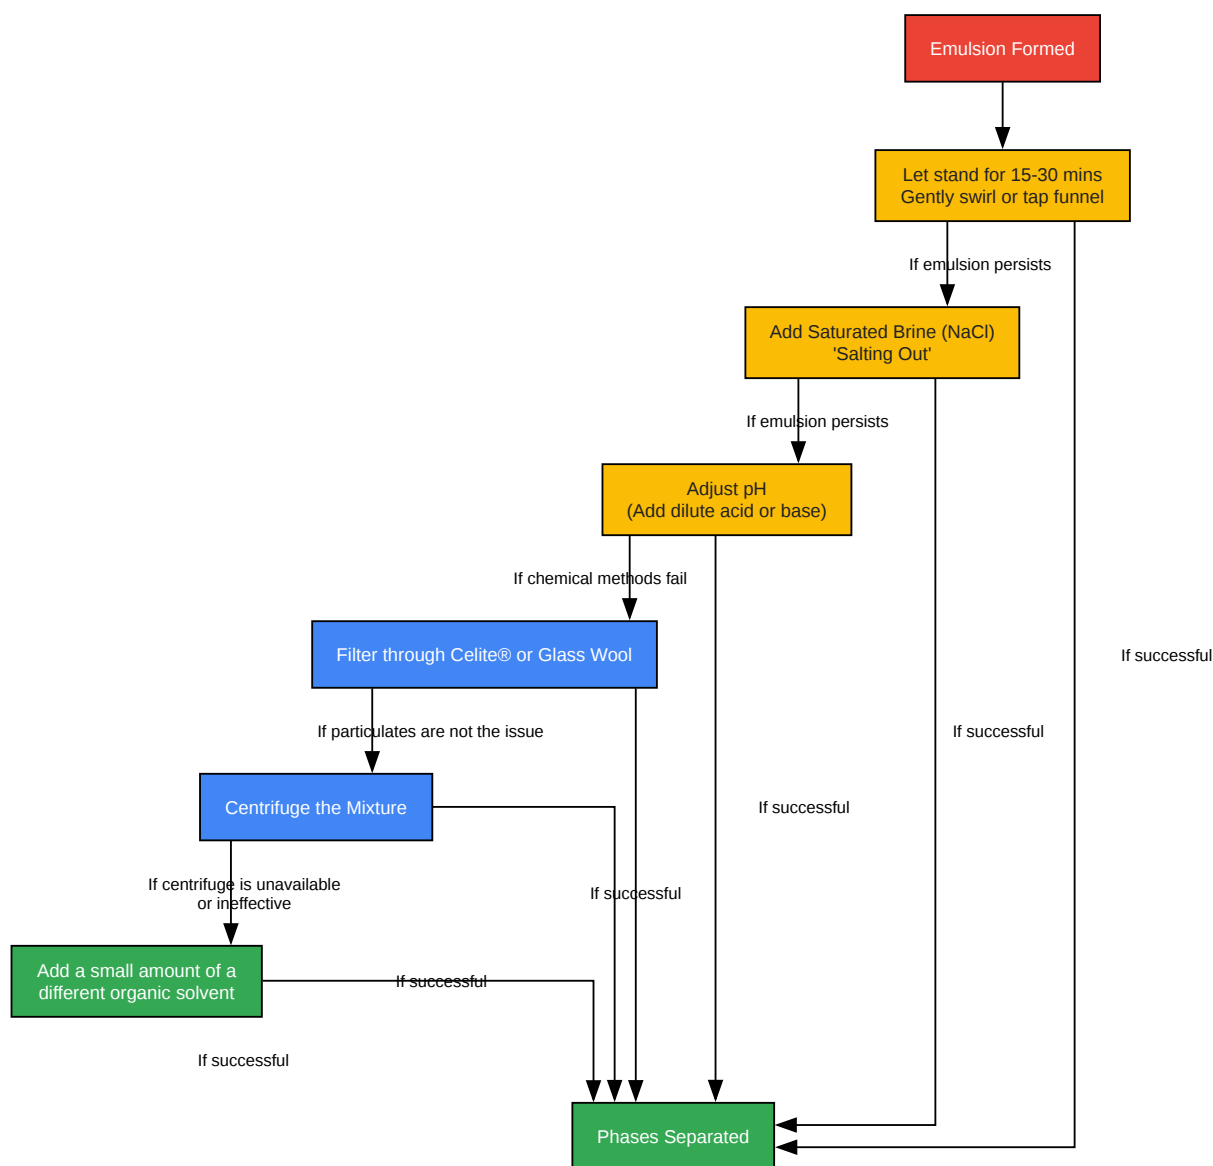 Emulsion Formed
Let stand for 15-30 mins
Gently swirl or tap funnel
If emulsion persists
Add Saturated Brine (NaCl)
'Salting Out'
If emulsion persists
Adjust pH
(Add dilute acid or base)
If chemical methods fail
Filter through Celite® or Glass Wool
If successful
If particulates are not the issue
If successful
Centrifuge the Mixture
If successful
If centrifuge is unavailable
or ineffective
If successful
Add a small amount of a
different organic solvent
If successful
If successful
Phases Separated